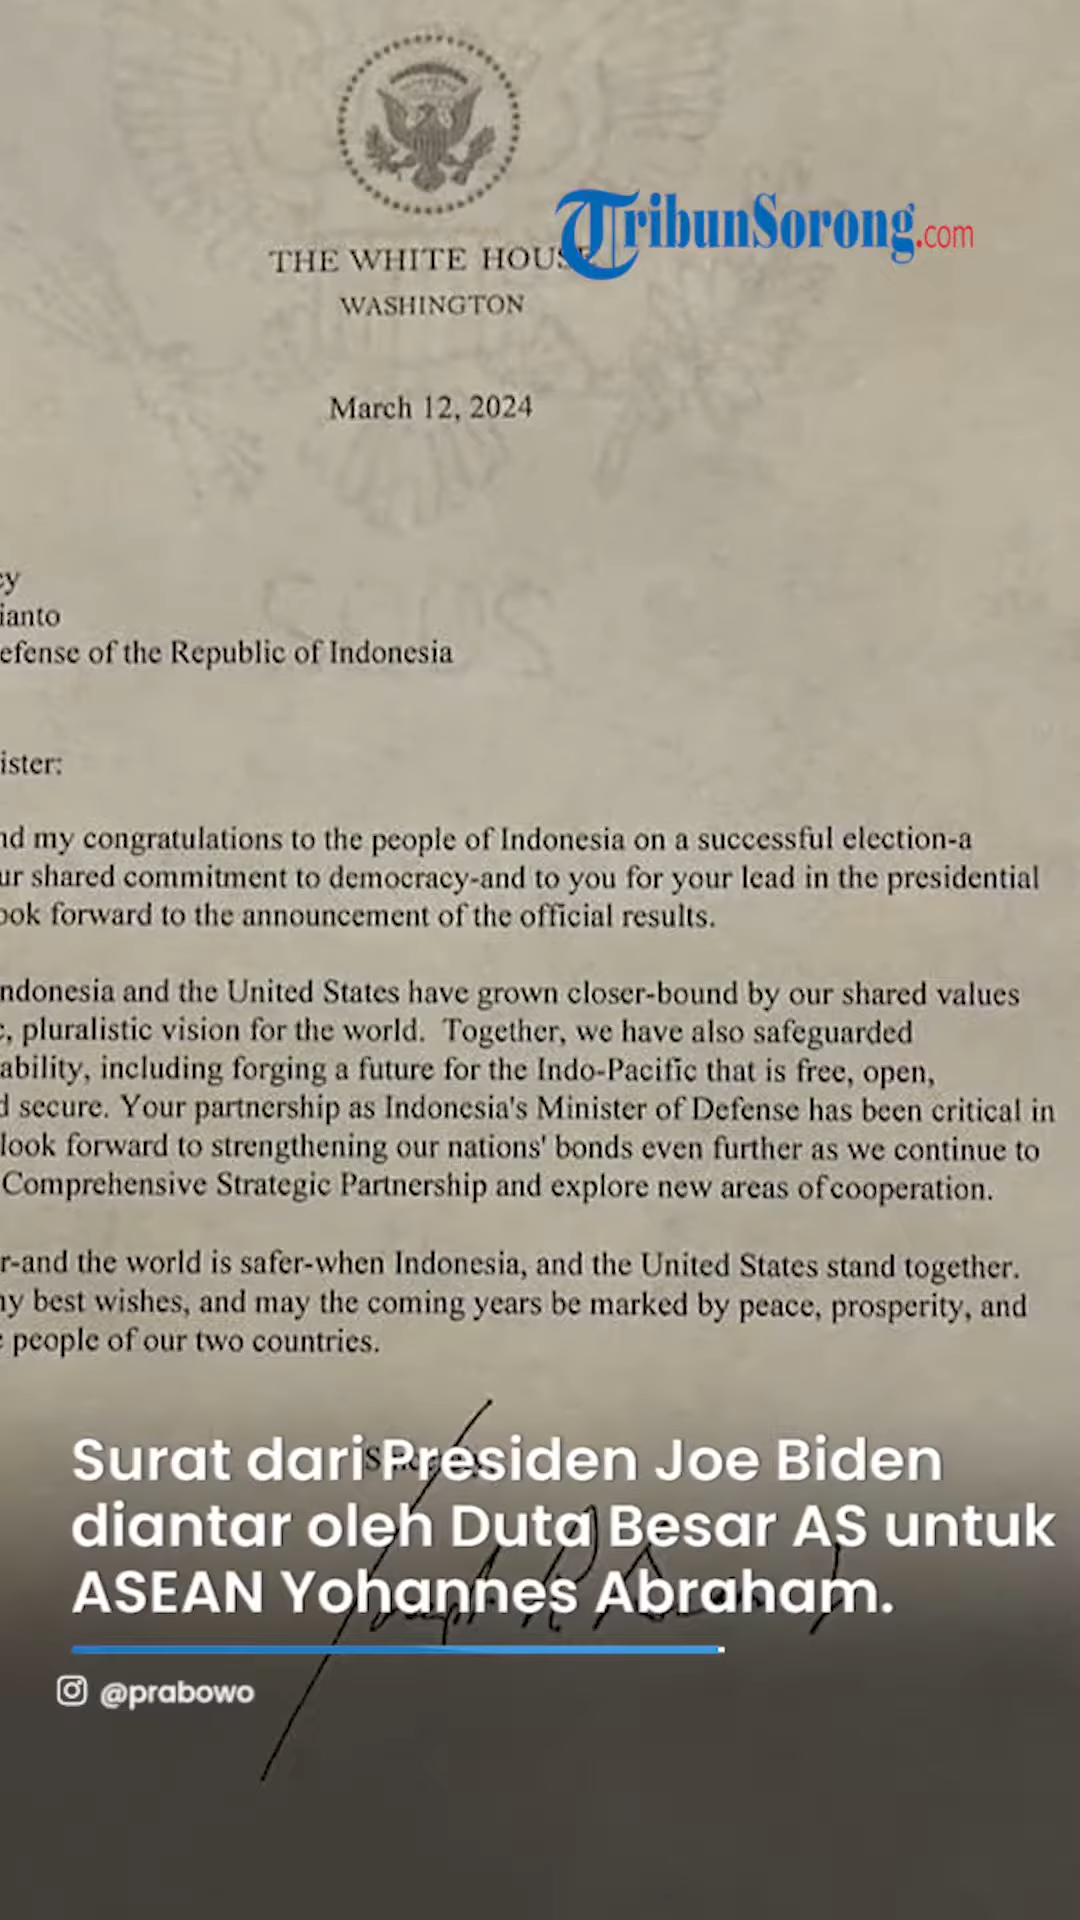 TribunSorong.com
THE WHITE HOUSE
WASHINGTON
March 12, 2024
cy
ianto
efense of the Republic of Indonesia
ister:
nd my congratulations to the people of Indonesia on a successful election-a
ur shared commitment to democracy-and to you for your lead in the presidential
ook forward to the announcement of the official results.
ndonesia and the United States have grown closer-bound by our shared values
c, pluralistic vision for the world. Together, we have also safeguarded
ability, including forging a future for the Indo-Pacific that is free, open,
d secure. Your partnership as Indonesia's Minister of Defense has been critical in
look forward to strengthening our nations' bonds even further as we continue to
Comprehensive Strategic Partnership and explore new areas of cooperation.
r-and the world is safer-when Indonesia, and the United States stand together.
ny best wishes, and may the coming years be marked by peace, prosperity, and
e people of our two countries.
Surat dari Presiden Joe Biden
diantar oleh Duta Besar AS untuk
ASEAN Yohannes Abraham.
@prabowo